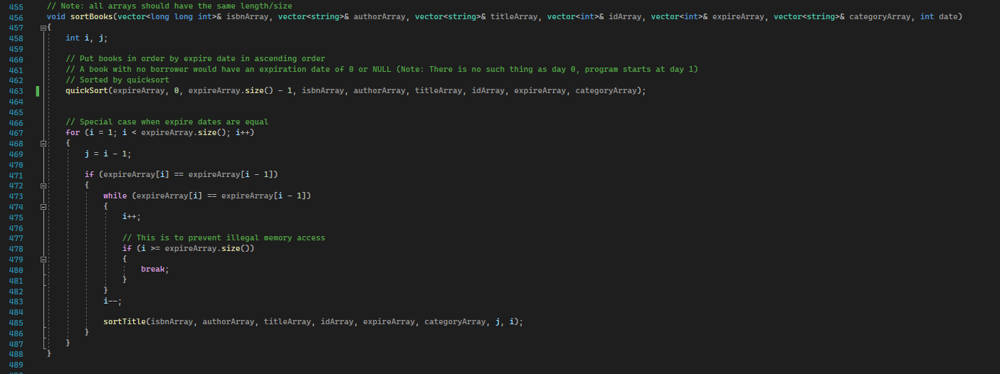 455 // Note: all arrays should have the same length/size
456 void sortBooks(vector<long long int>& isbnArray, vector<string>& authorArray, vector<string>& titleArray, vector<int>& idArray, vector<int>& expireArray, vector<string>& categoryArray, int date)
457 {
458 int i, j;
459
460 // Put books in order by expire date in ascending order
461 // A book with no borrower would have an expiration date of 0 or NULL (Note: There is no such thing as day 0, program starts at day 1)
462 // Sorted by quicksort
463 quickSort(expireArray, 0, expireArray.size() - 1, isbnArray, authorArray, titleArray, idArray, expireArray, categoryArray);
464
465
466 // Special case when expire dates are equal
467 for (i = 1; i < expireArray.size(); i++)
468 {
469 j = i - 1;
470
471 if (expireArray[i] == expireArray[i - 1])
472 {
473 while (expireArray[i] == expireArray[i - 1])
474 {
475 i++;
476
477 // This is to prevent illegal memory access
478 if (i >= expireArray.size())
479 {
480 break;
481 }
482 }
483 i--;
484
485 sortTitle(isbnArray, authorArray, titleArray, idArray, expireArray, categoryArray, j, i);
486 }
487 }
488 }
489